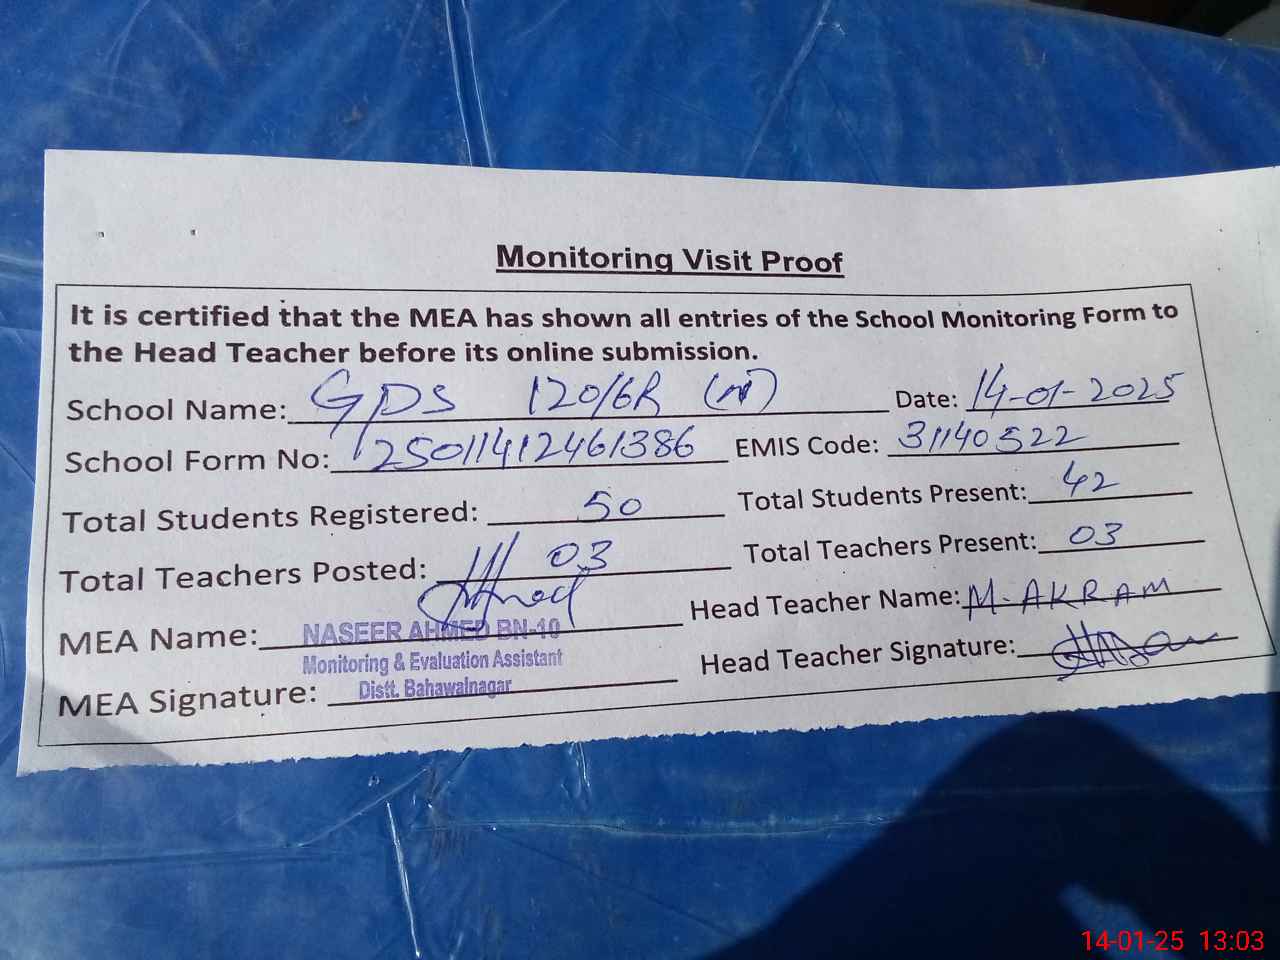 Monitoring Visit Proof
It is certified that the MEA has shown all entries of the School Monitoring Form to
the Head Teacher before its online submission.
School Name: GPS 120/6R (N) Date: 14-01-2025
School Form No: 125011412461386 EMIS Code: 31140522
Total Students Registered: 50 Total Students Present: 42
Total Teachers Posted: 03 Total Teachers Present: 03
MEA Name: NASEER AHMED BN-10 Head Teacher Name: M. AKRAM
Monitoring & Evaluation Assistant
MEA Signature: Distt. Bahawalnagar Head Teacher Signature:
14-01-25 13:03